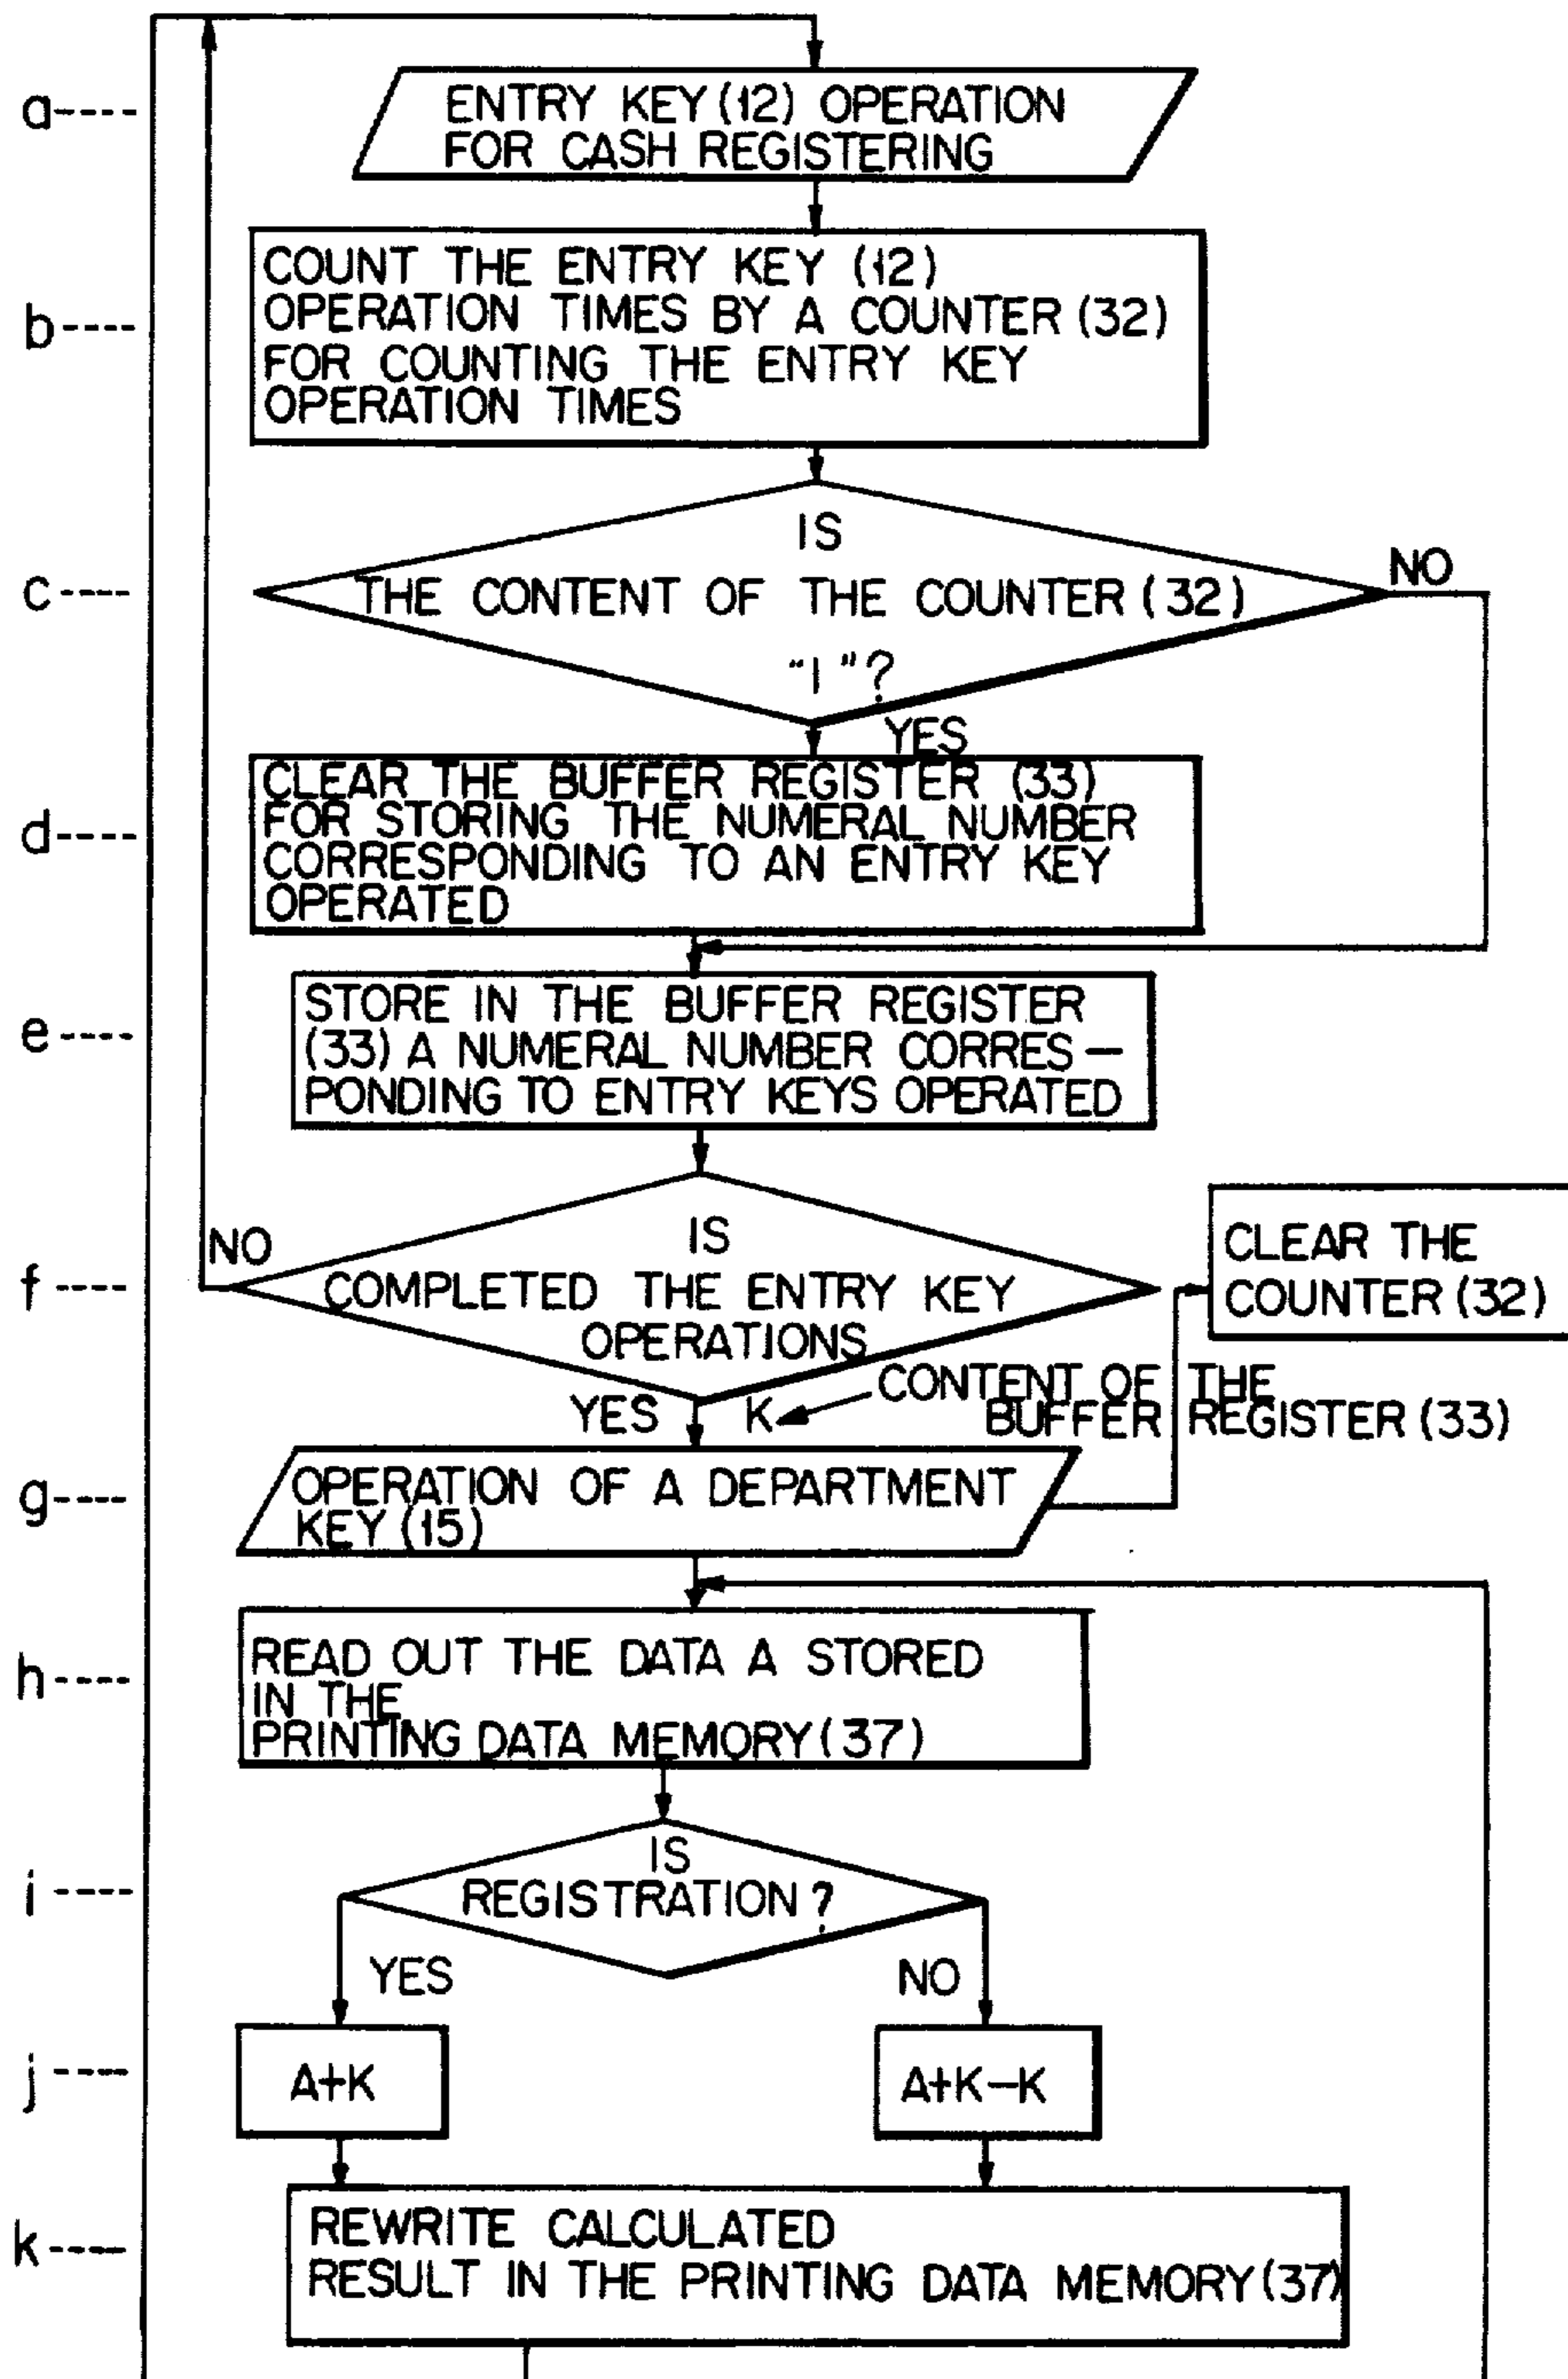 a----
ENTRY KEY (12) OPERATION
FOR CASH REGISTERING
b----
COUNT THE ENTRY KEY (12)
OPERATION TIMES BY A COUNTER (32)
FOR COUNTING THE ENTRY KEY
OPERATION TIMES
c----
IS
THE CONTENT OF THE COUNTER (32)
"1"?
NO
YES
d----
CLEAR THE BUFFER REGISTER (33)
FOR STORING THE NUMERAL NUMBER
CORRESPONDING TO AN ENTRY KEY
OPERATED
e----
STORE IN THE BUFFER REGISTER
(33) A NUMERAL NUMBER CORRES-
PONDING TO ENTRY KEYS OPERATED
f----
NO
IS
COMPLETED THE ENTRY KEY
OPERATIONS
CLEAR THE
COUNTER (32)
YES
K
CONTENT OF THE
BUFFER REGISTER (33)
g----
OPERATION OF A DEPARTMENT
KEY (15)
h----
READ OUT THE DATA A STORED
IN THE
PRINTING DATA MEMORY (37)
i----
IS
REGISTRATION?
YES
NO
j----
A+K
A+K-K
k----
REWRITE CALCULATED
RESULT IN THE PRINTING DATA MEMORY (37)